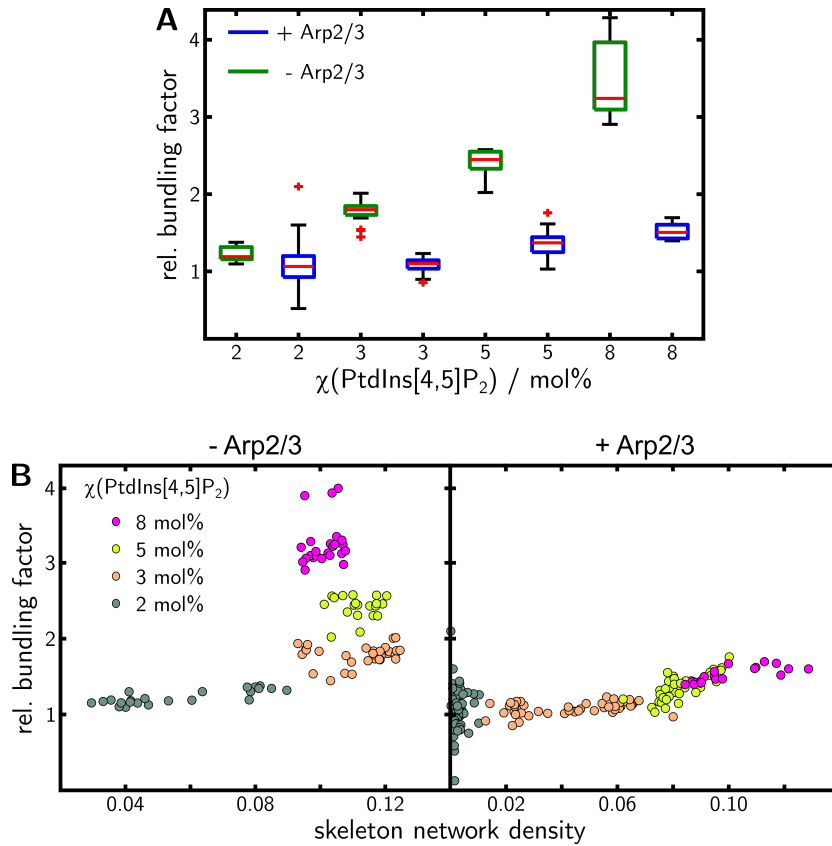 A
+ Arp2/3
- Arp2/3
rel. bundling factor
4
3
2
1
2 2 3 3 5 5 8 8
χ(PtdIns[4,5]P₂) / mol%
- Arp2/3 + Arp2/3
B
χ(PtdIns[4,5]P₂)
8 mol%
5 mol%
3 mol%
2 mol%
rel. bundling factor
4
3
2
1
0.04 0.08 0.12 0.02 0.06 0.10
skeleton network density